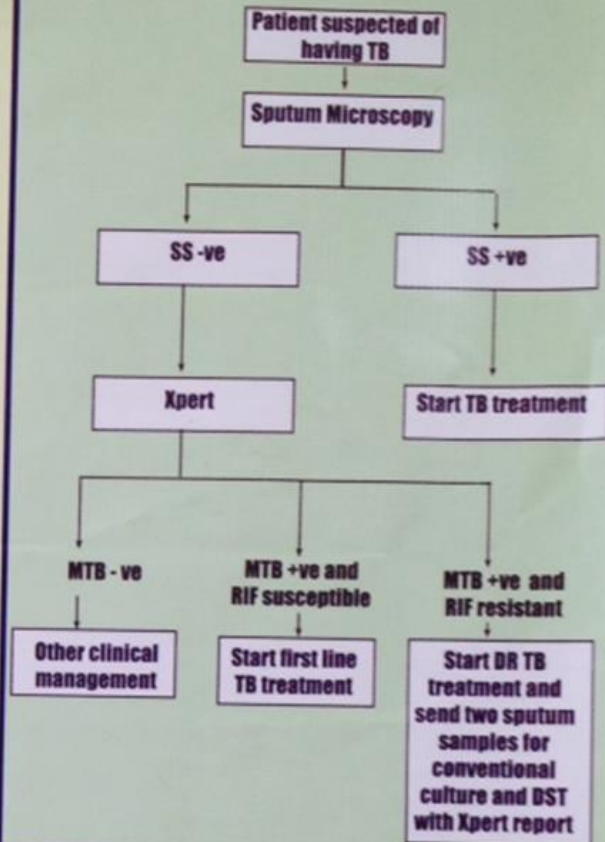 Patient suspected of
having TB
Sputum Microscopy
SS -ve
SS +ve
Xpert
Start TB treatment
MTB - ve
MTB +ve and
RIF susceptible
MTB +ve and
RIF resistant
Other clinical
management
Start first line
TB treatment
Start DR TB
treatment and
send two sputum
samples for
conventional
culture and DST
with Xpert report